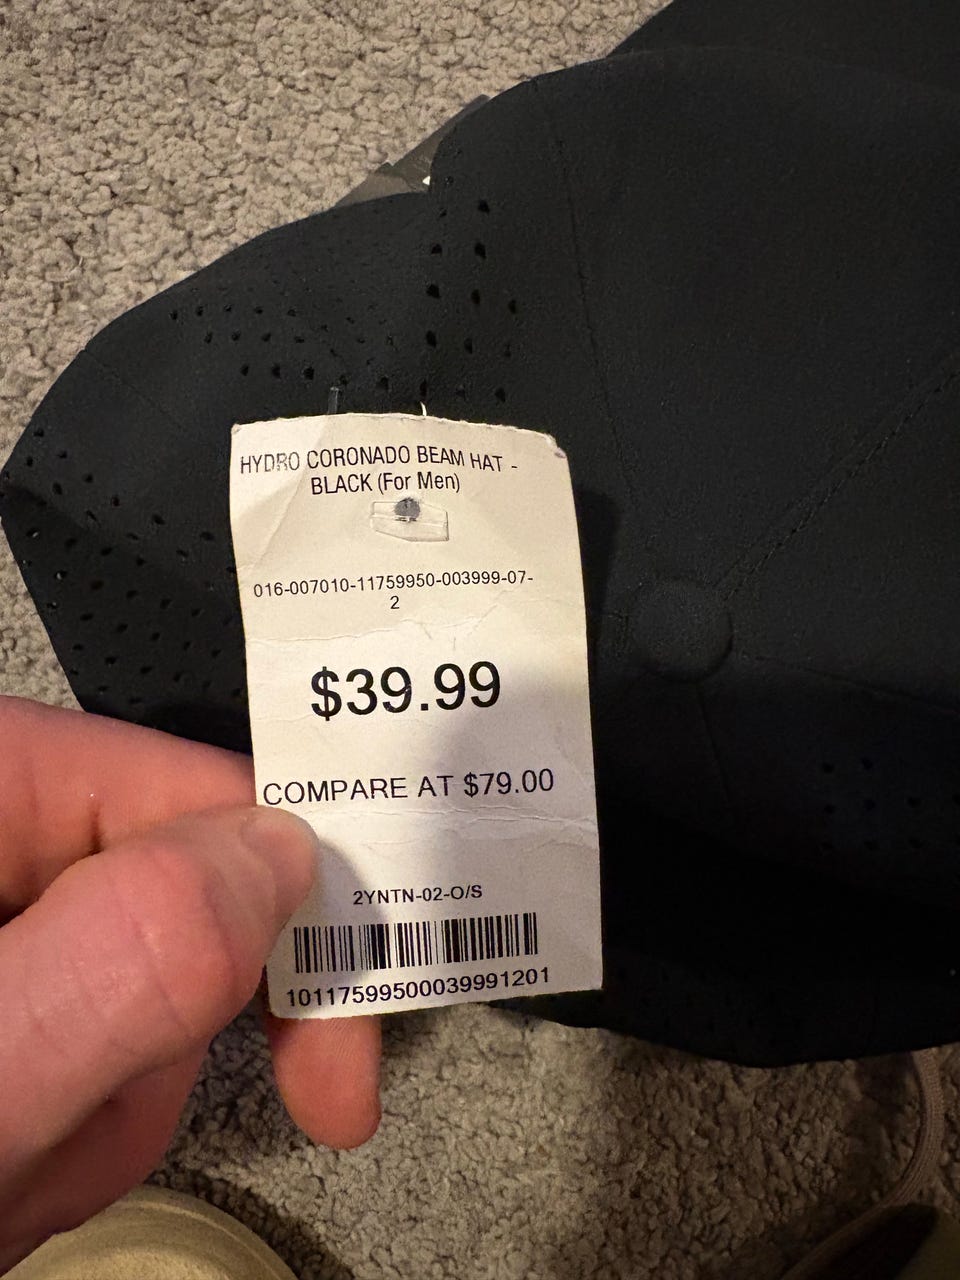 HYDRO CORONADO BEAM HAT -
BLACK (For Men)
016-007010-11759950-003999-07-
2
$39.99
COMPARE AT $79.00
2YNTN-02-O/S
10117599500039991201